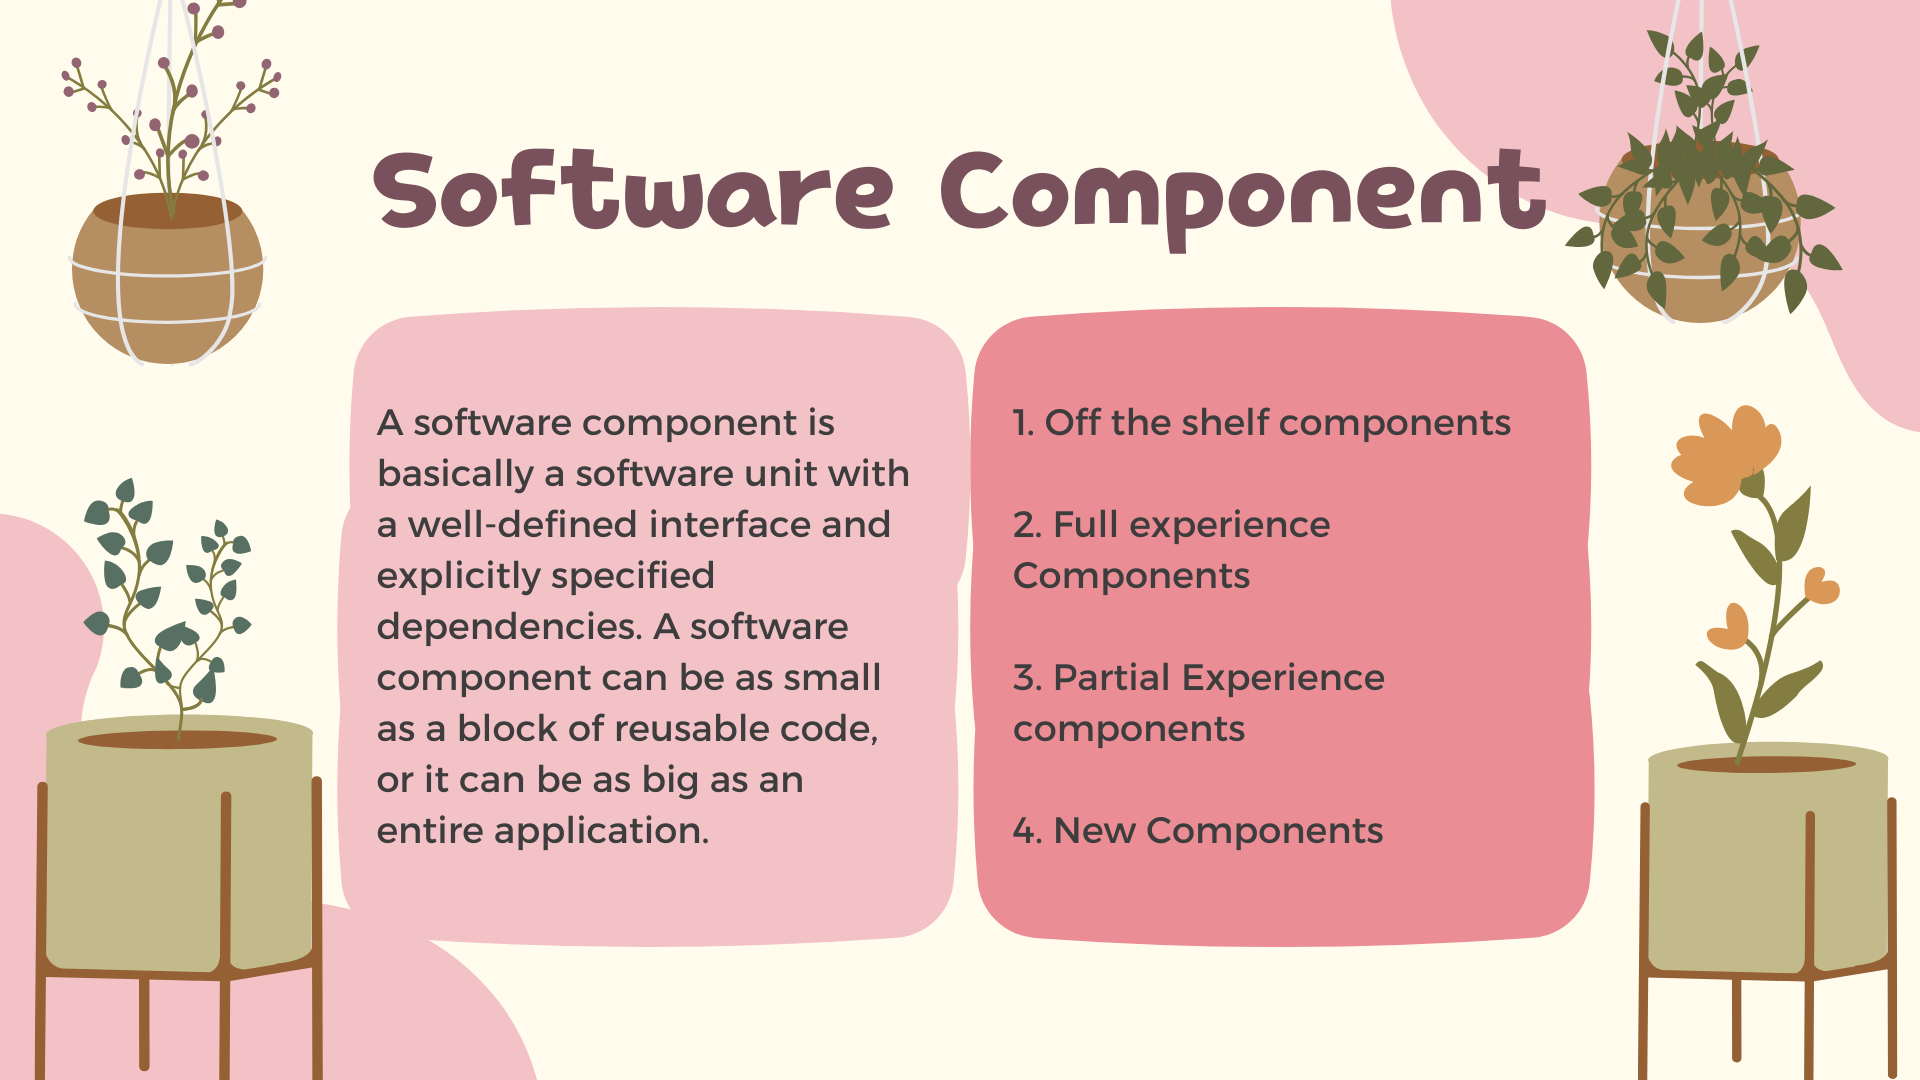 Software Component
A software component is
basically a software unit with
a well-defined interface and
explicitly specified
dependencies. A software
component can be as small
as a block of reusable code,
or it can be as big as an
entire application.
1. Off the shelf components
2. Full experience
Components
3. Partial Experience
components
4. New Components